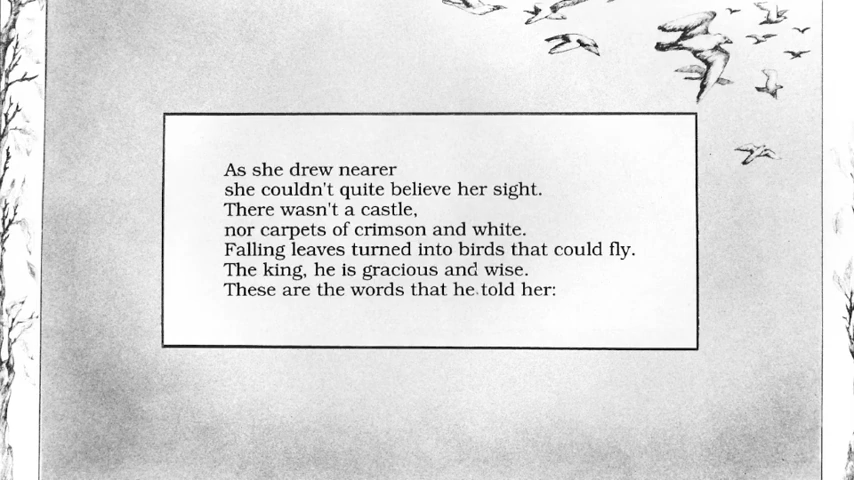 As she drew nearer
she couldn't quite believe her sight.
There wasn't a castle,
nor carpets of crimson and white.
Falling leaves turned into birds that could fly.
The king, he is gracious and wise.
These are the words that he told her: